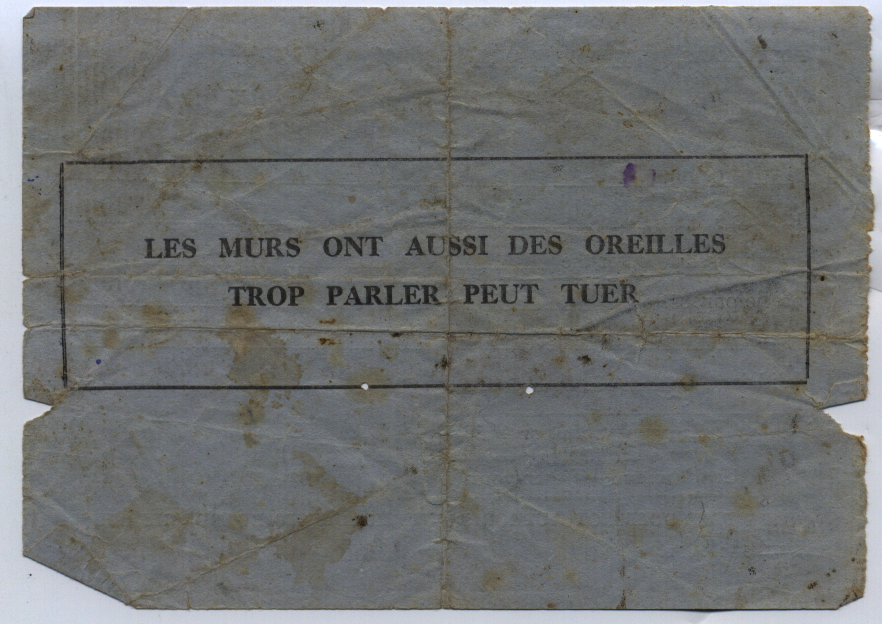 LES MURS ONT AUSSI DES OREILLES
TROP PARLER PEUT TUER